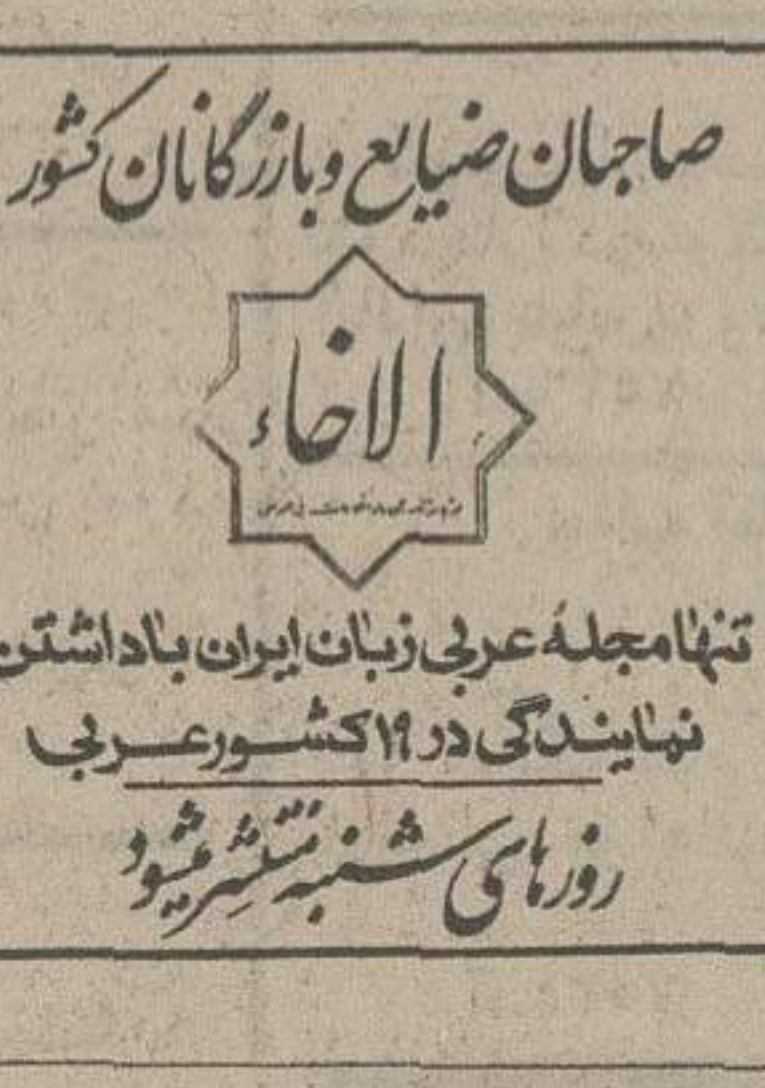 صاحبان صنایع و بازرگانان کشور
الاخاء
تنها مجلهٔ عربی زبان ایران با داشتن
نمایندگی در ۱۹ کشور عربی
روزهای شنبه منتشر میشود